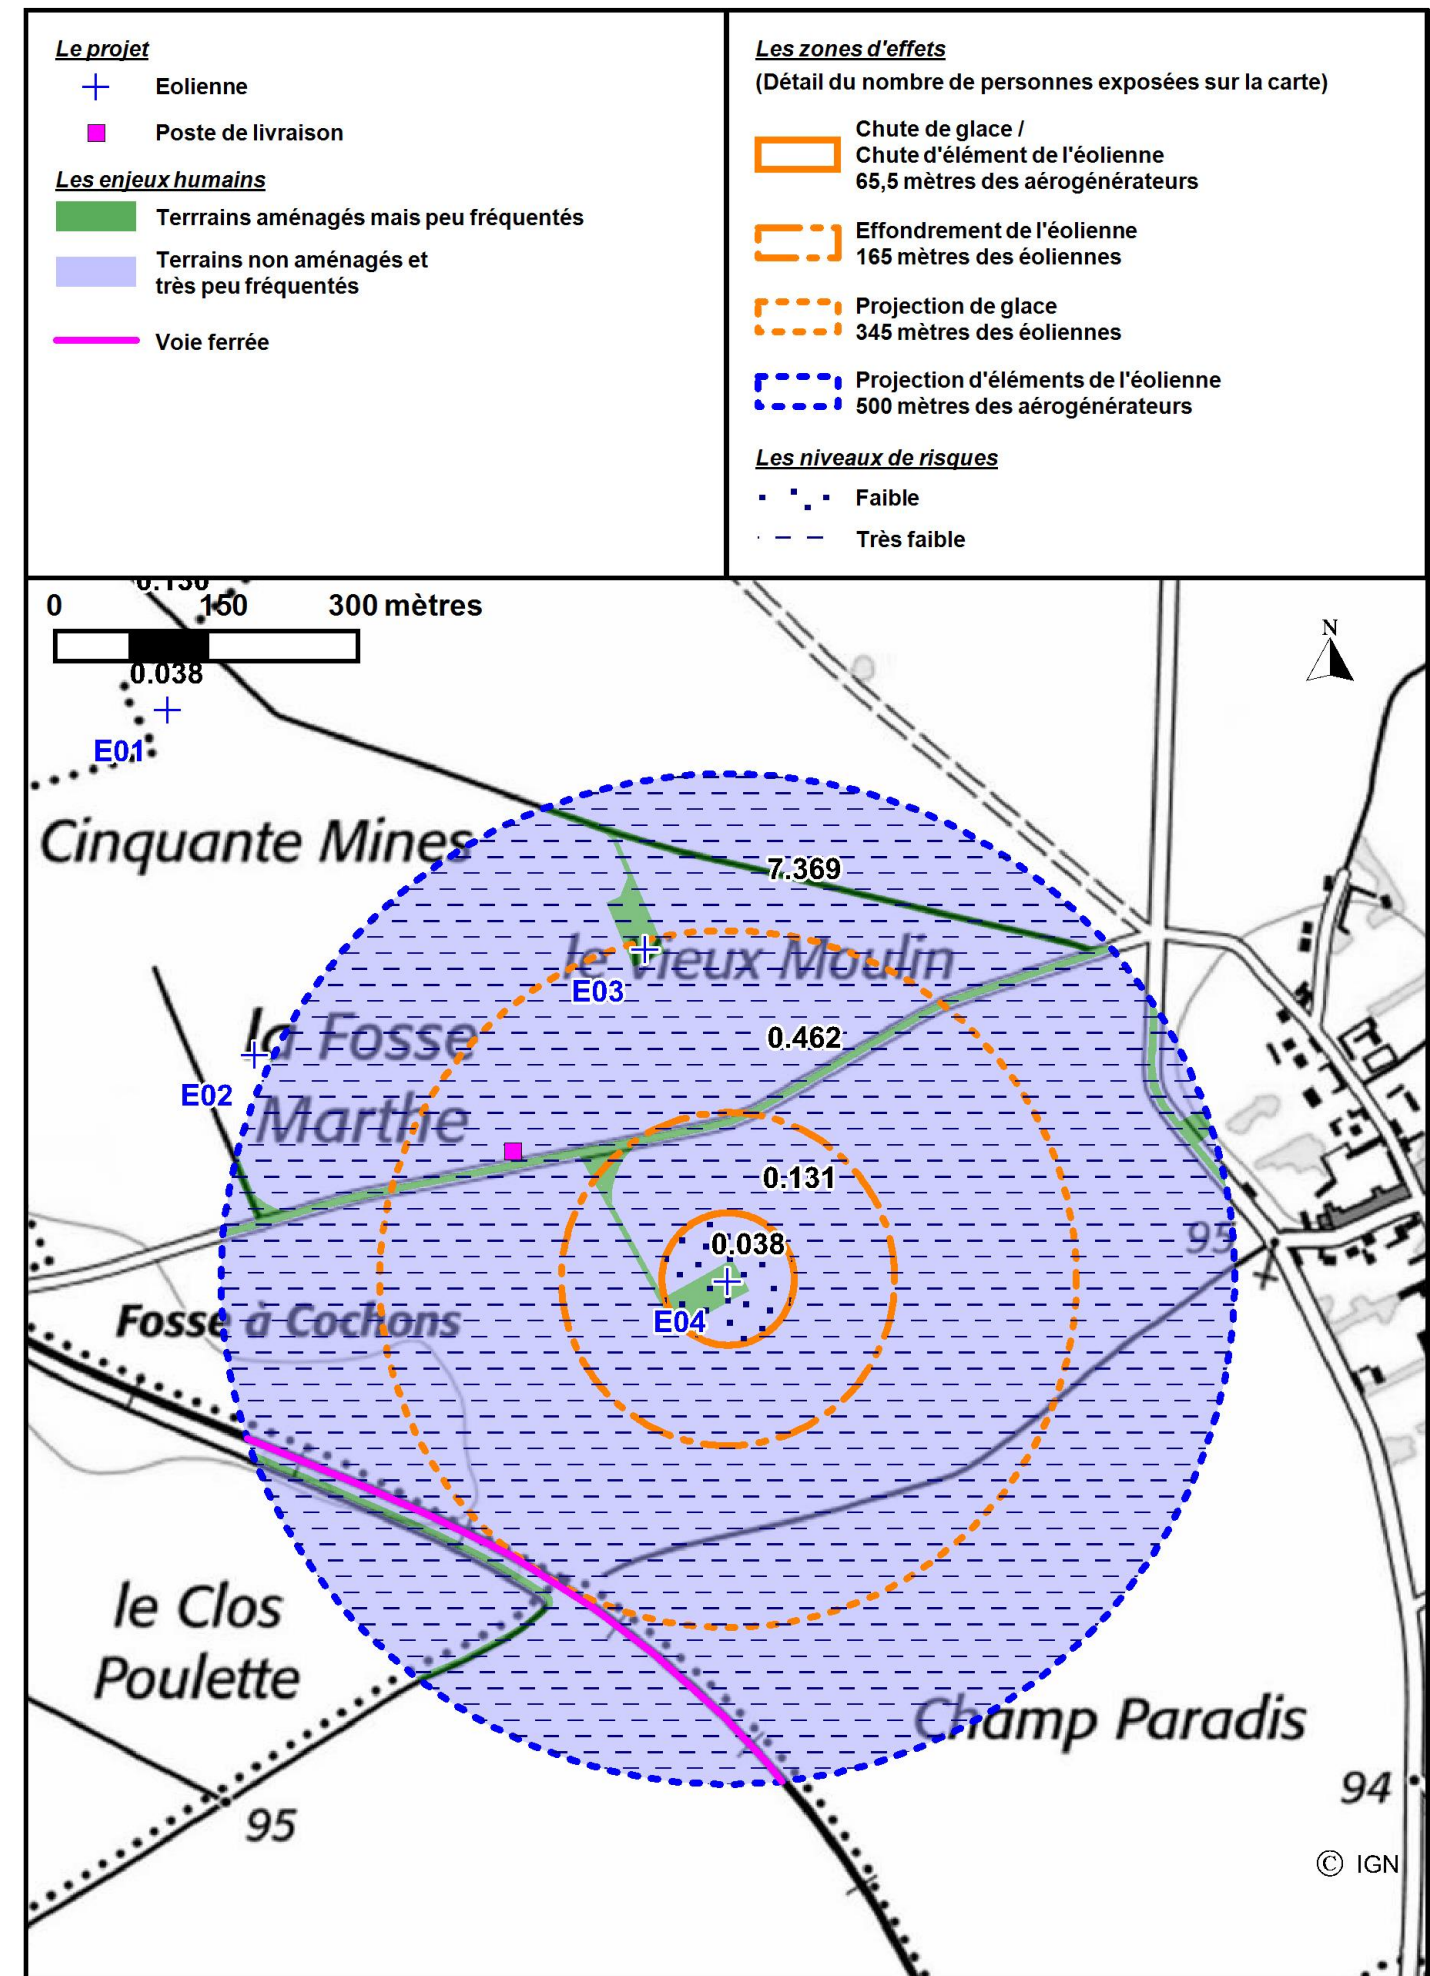 Le projet
Eolienne
Poste de livraison
Les enjeux humains
Terrrains aménagés mais peu fréquentés
Terrains non aménagés et
très peu fréquentés
Voie ferrée
Les zones d'effets
(Détail du nombre de personnes exposées sur la carte)
Chute de glace /
Chute d'élément de l'éolienne
65,5 mètres des aérogénérateurs
Effondrement de l'éolienne
165 mètres des éoliennes
Projection de glace
345 mètres des éoliennes
Projection d'éléments de l'éolienne
500 mètres des aérogénérateurs
Les niveaux de risques
Faible
Très faible
0.130
0 150 300 mètres
N
0.038
E01
Cinquante Mines
7.369
le Vieux Moulin
E03
la Fosse
Marthe
0.462
E02
0.131
95
0.038
E04
Fosse à Cochons
le Clos
Poulette
Champ Paradis
94
95
© IGN